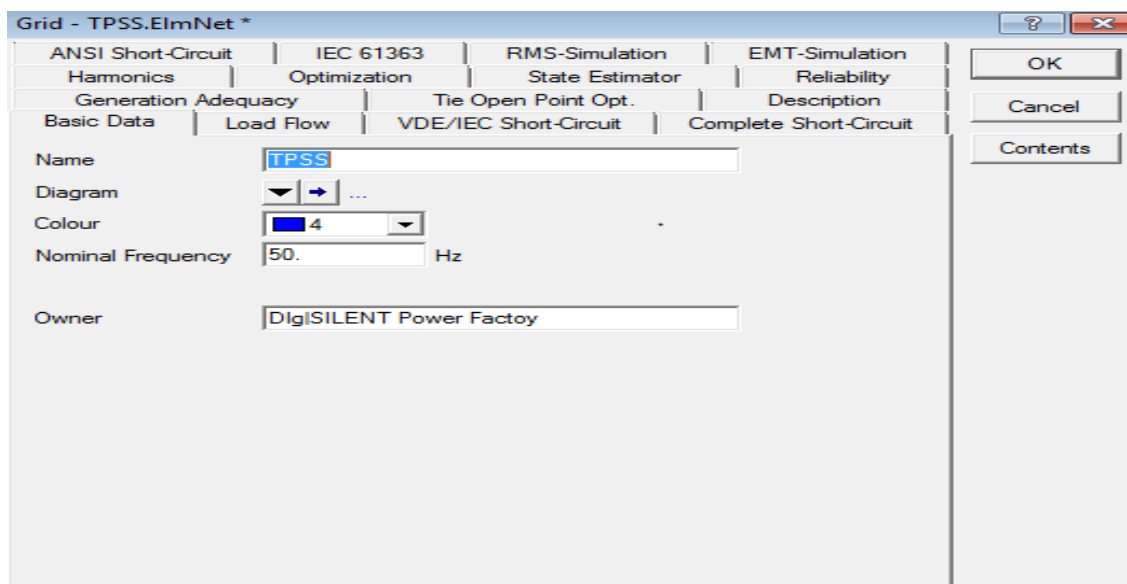 Grid - TPSS.ElmNet *
ANSI Short-Circuit IEC 61363 RMS-Simulation EMT-Simulation
OK
Harmonics Optimization State Estimator Reliability
Generation Adequacy Tie Open Point Opt. Description
Cancel
Basic Data Load Flow VDE/IEC Short-Circuit Complete Short-Circuit
Contents
Name TPSS
Diagram ...
Colour 4
Nominal Frequency 50. Hz
Owner DIgISILENT Power Factoy